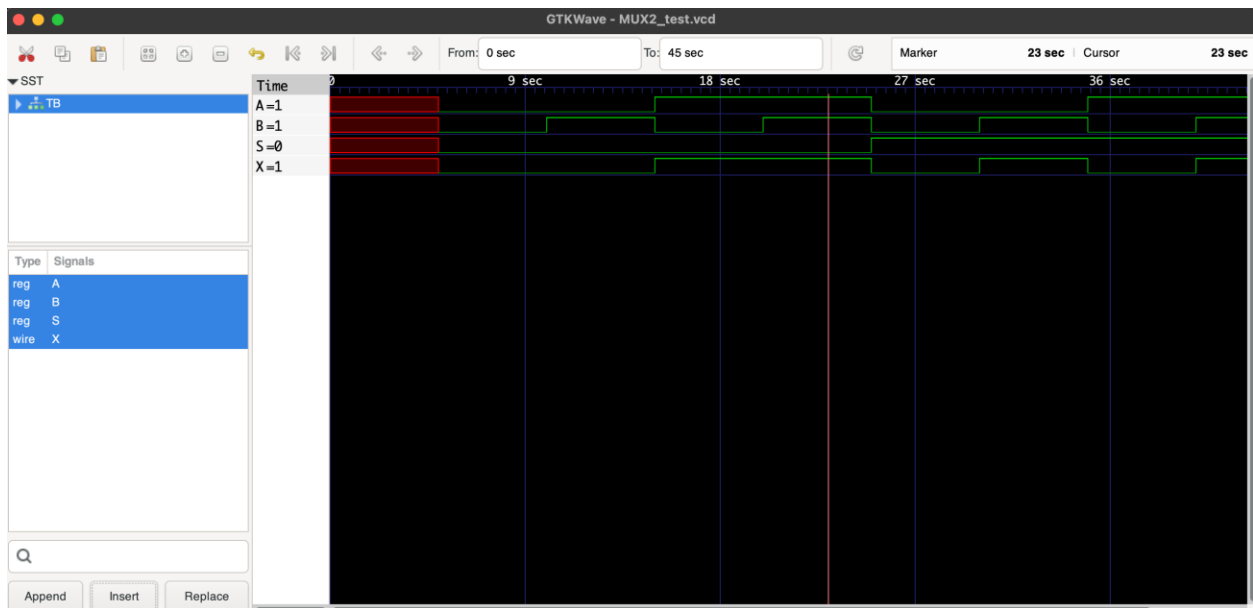 GTKWave - MUX2_test.vcd
From: 0 sec To: 45 sec Marker 23 sec | Cursor 23 sec
SST
TB
Type Signals
reg A
reg B
reg S
wire X
Append Insert Replace
Time
A=1
B=1
S=0
X=1
0 9 sec 18 sec 27 sec 36 sec